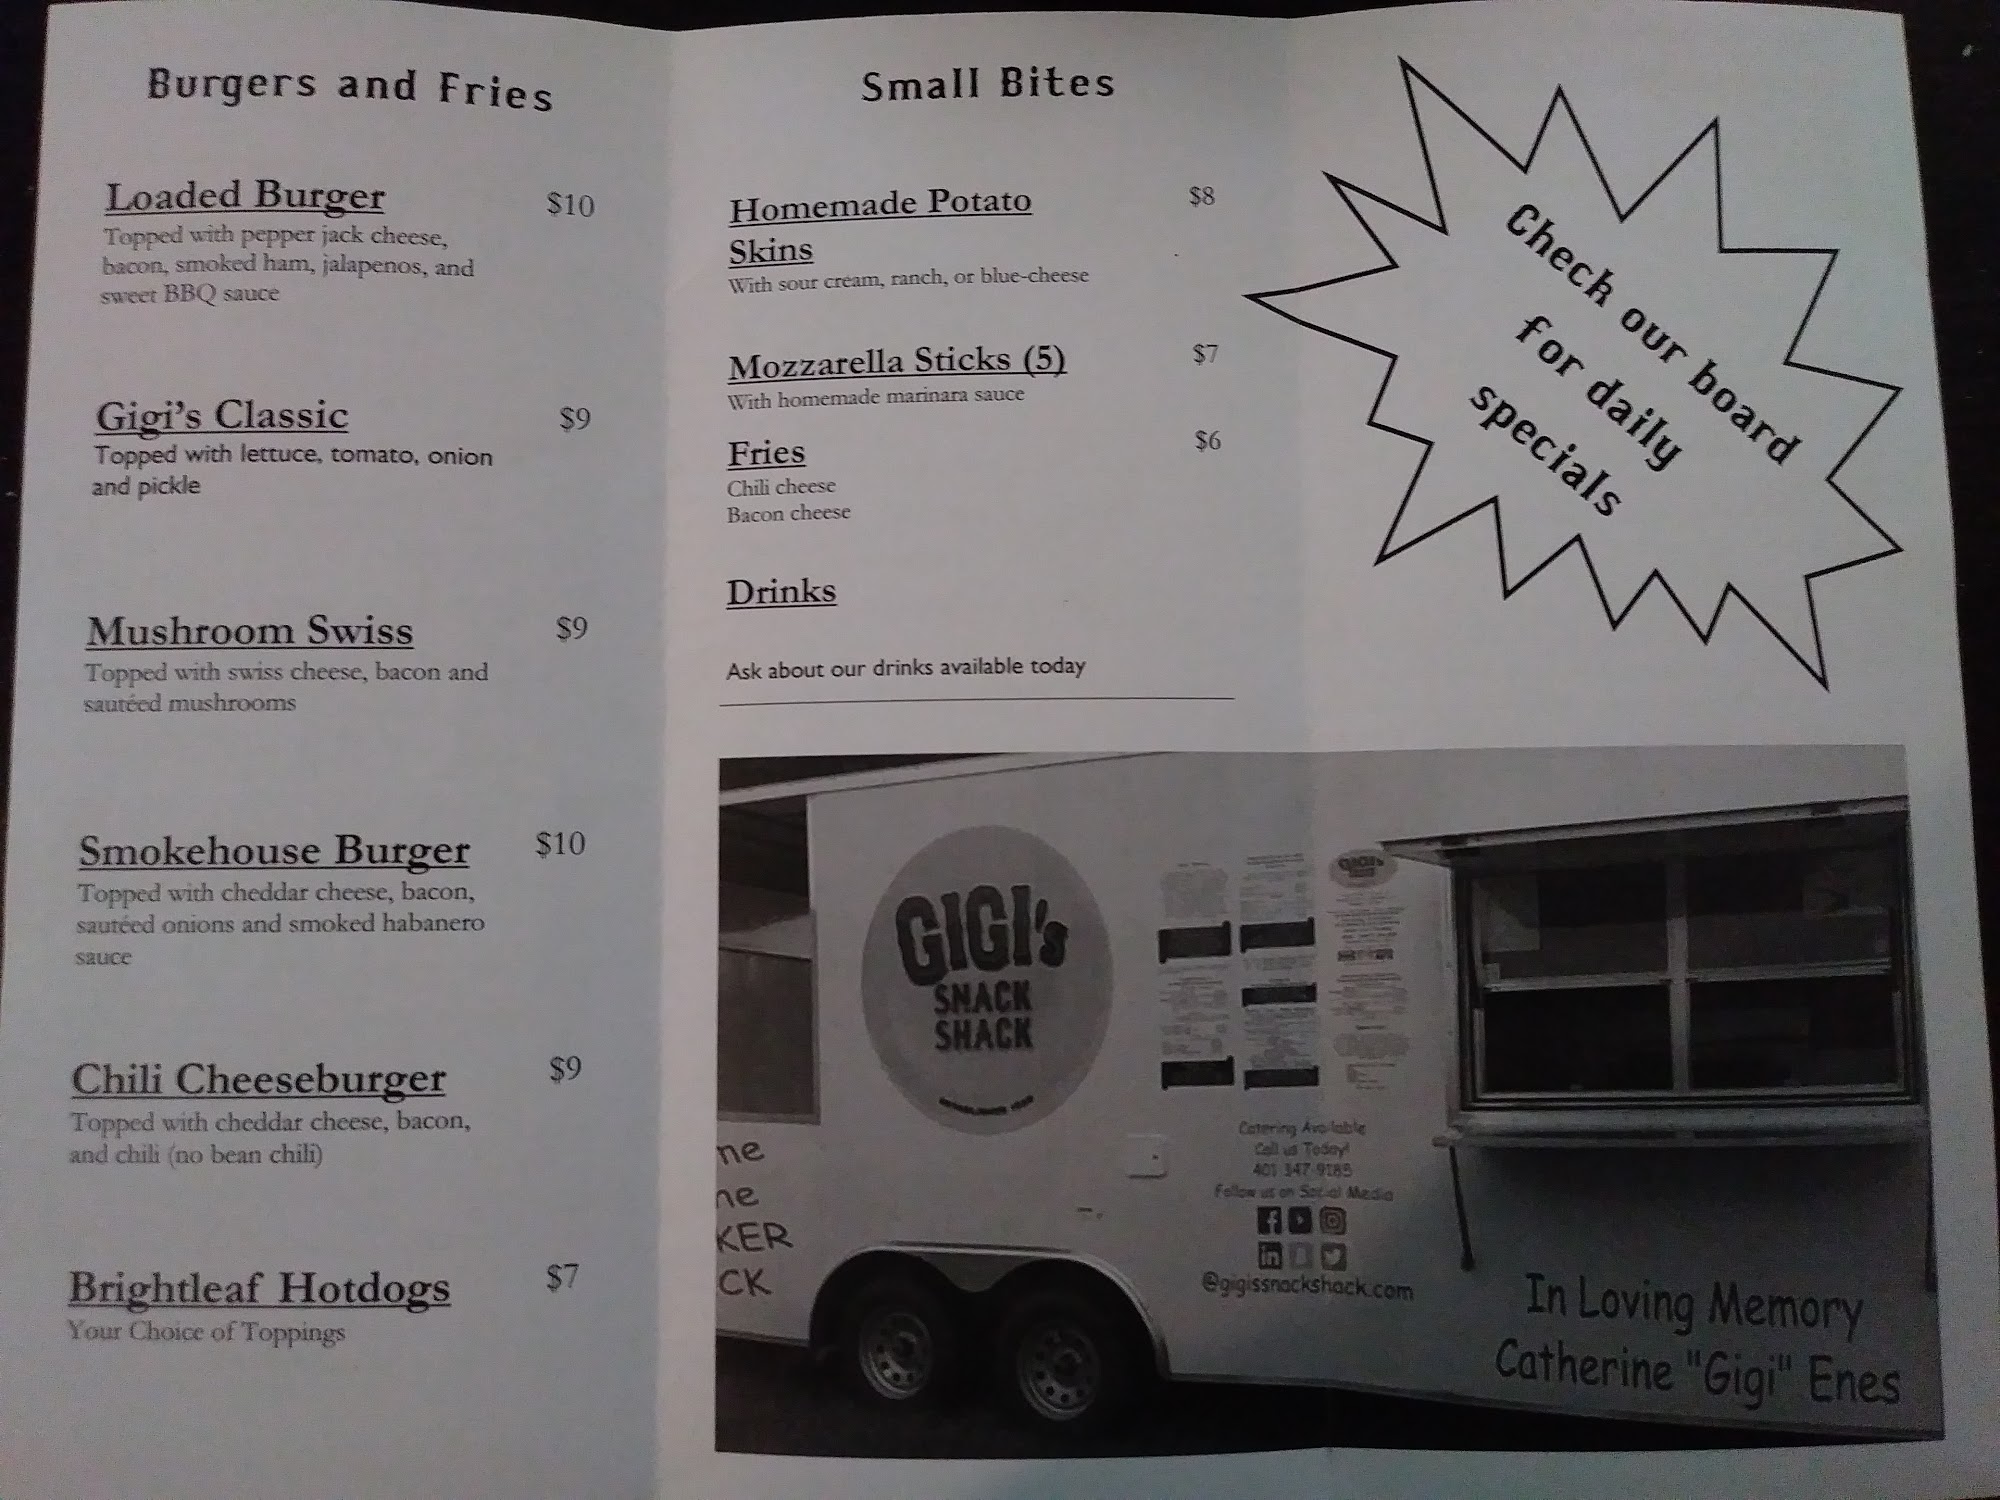 Burgers and Fries
Loaded Burger $10
Topped with pepper jack cheese,
bacon, smoked ham, jalapenos, and
sweet BBQ sauce
Gigi's Classic $9
Topped with lettuce, tomato, onion
and pickle
Mushroom Swiss $9
Topped with swiss cheese, bacon and
sautéed mushrooms
Smokehouse Burger $10
Topped with cheddar cheese, bacon,
sautéed onions and smoked habanero
sauce
Chili Cheeseburger $9
Topped with cheddar cheese, bacon,
and chili (no bean chili)
Brightleaf Hotdogs $7
Your Choice of Toppings
Small Bites
Homemade Potato $8
Skins
With sour cream, ranch, or blue-cheese
Mozzarella Sticks (5) $7
With homemade marinara sauce
Fries $6
Chili cheese
Bacon cheese
Drinks
Ask about our drinks available today
Check our board
for daily
specials
GIGI's
SNACK
SHACK
GIGI's
ne
ne
KER
CK
Catering Available
Call us Today!
401
Follow us on Social Media
@gigissnackshack.com
In Loving Memory
Catherine "Gigi" Enes